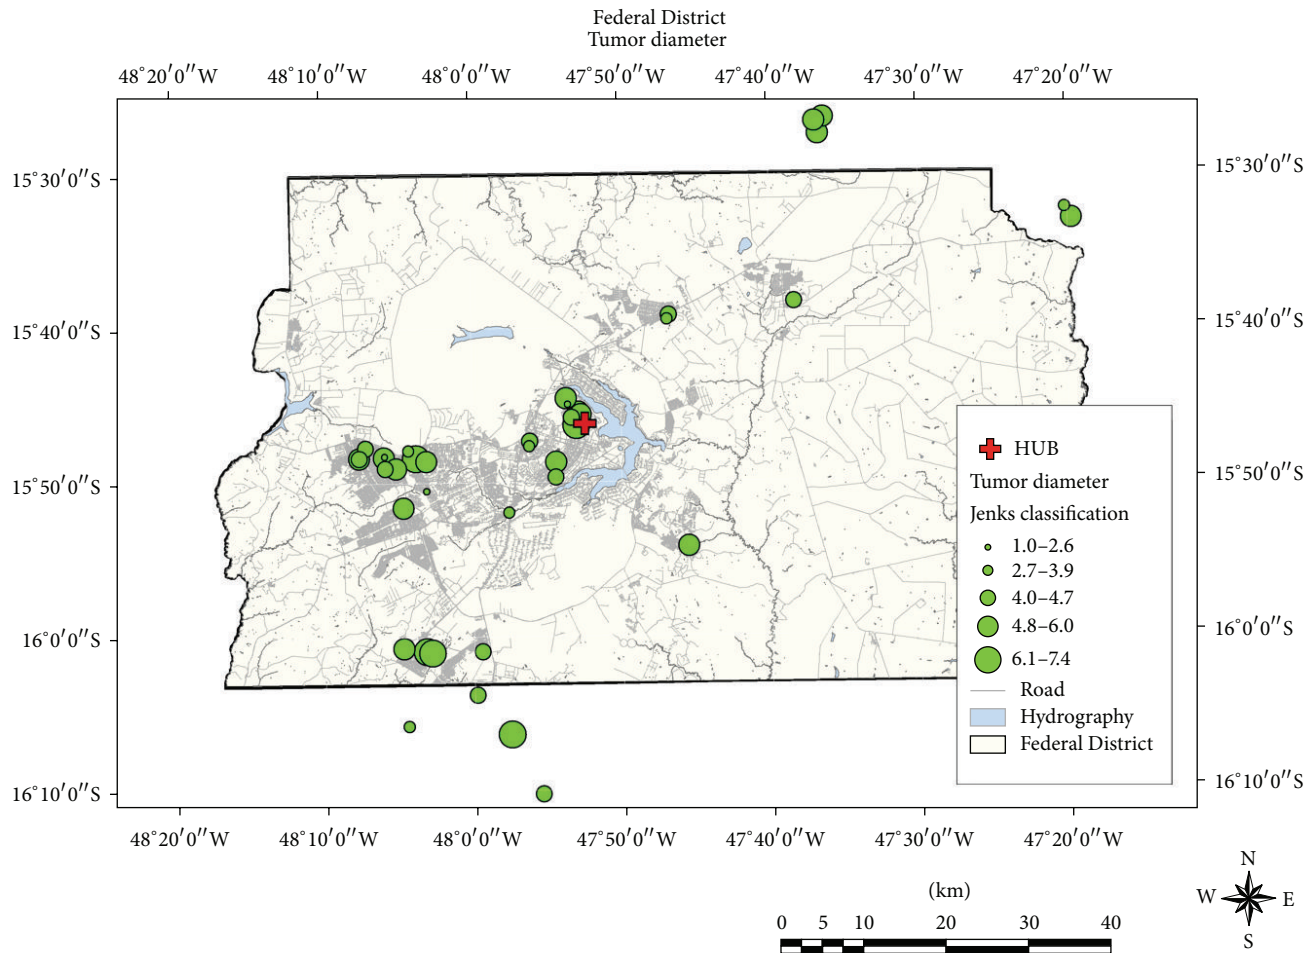 Federal District
Tumor diameter
48°20′0″W 48°10′0″W 48°0′0″W 47°50′0″W 47°40′0″W 47°30′0″W 47°20′0″W
15°30′0″S 15°30′0″S
15°40′0″S 15°40′0″S
15°50′0″S 15°50′0″S
16°0′0″S 16°0′0″S
16°10′0″S 16°10′0″S
HUB
Tumor diameter
Jenks classification
1.0–2.6
2.7–3.9
4.0–4.7
4.8–6.0
6.1–7.4
Road
Hydrography
Federal District
48°20′0″W 48°10′0″W 48°0′0″W 47°50′0″W 47°40′0″W 47°30′0″W 47°20′0″W
(km)
0 5 10 20 30 40
N
W E
S